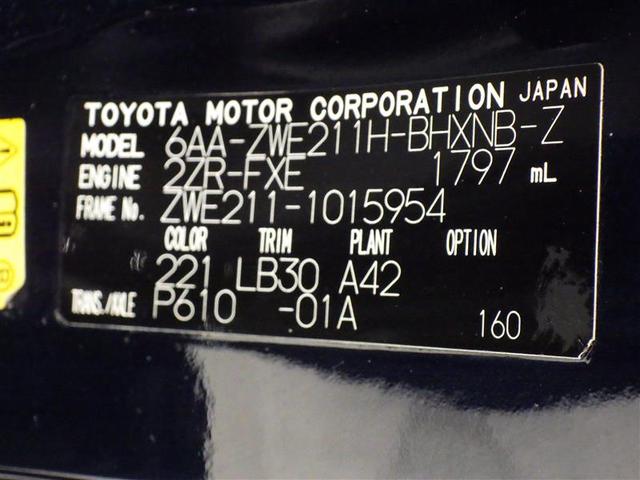 TOYOTA MOTOR CORPORATION JAPAN
MODEL 6AA-ZWE211H-BHXNB-Z
ENGINE 2ZR-FXE 1797 mL
FRAME No. ZWE211-1015954
COLOR TRIM PLANT OPTION
221 LB30 A42
TRANS./AXLE P610 -01A 160